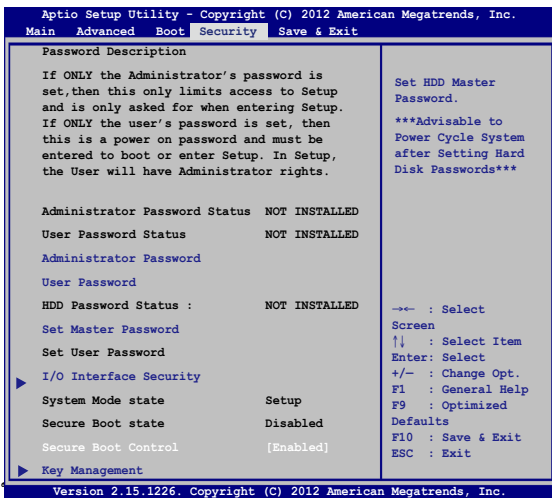 Aptio Setup Utility - Copyright (C) 2012 American Megatrends, Inc.
Main Advanced Boot Security Save & Exit
Password Description
If ONLY the Administrator's password is
set,then this only limits access to Setup
and is only asked for when entering Setup.
If ONLY the user's password is set, then
this is a power on password and must be
entered to boot or enter Setup. In Setup,
the User will have Administrator rights.
Administrator Password Status NOT INSTALLED
User Password Status NOT INSTALLED
Administrator Password
User Password
HDD Password Status : NOT INSTALLED
Set Master Password
Set User Password
I/O Interface Security
System Mode state Setup
Secure Boot state Disabled
Secure Boot Control [Enabled]
Key Management
Set HDD Master
Password.
***Advisable to
Power Cycle System
after Setting Hard
Disk Passwords***
→← : Select
Screen
↑↓ : Select Item
Enter: Select
+/— : Change Opt.
F1 : General Help
F9 : Optimized
Defaults
F10 : Save & Exit
ESC : Exit
Version 2.15.1226. Copyright (C) 2012 American Megatrends, Inc.